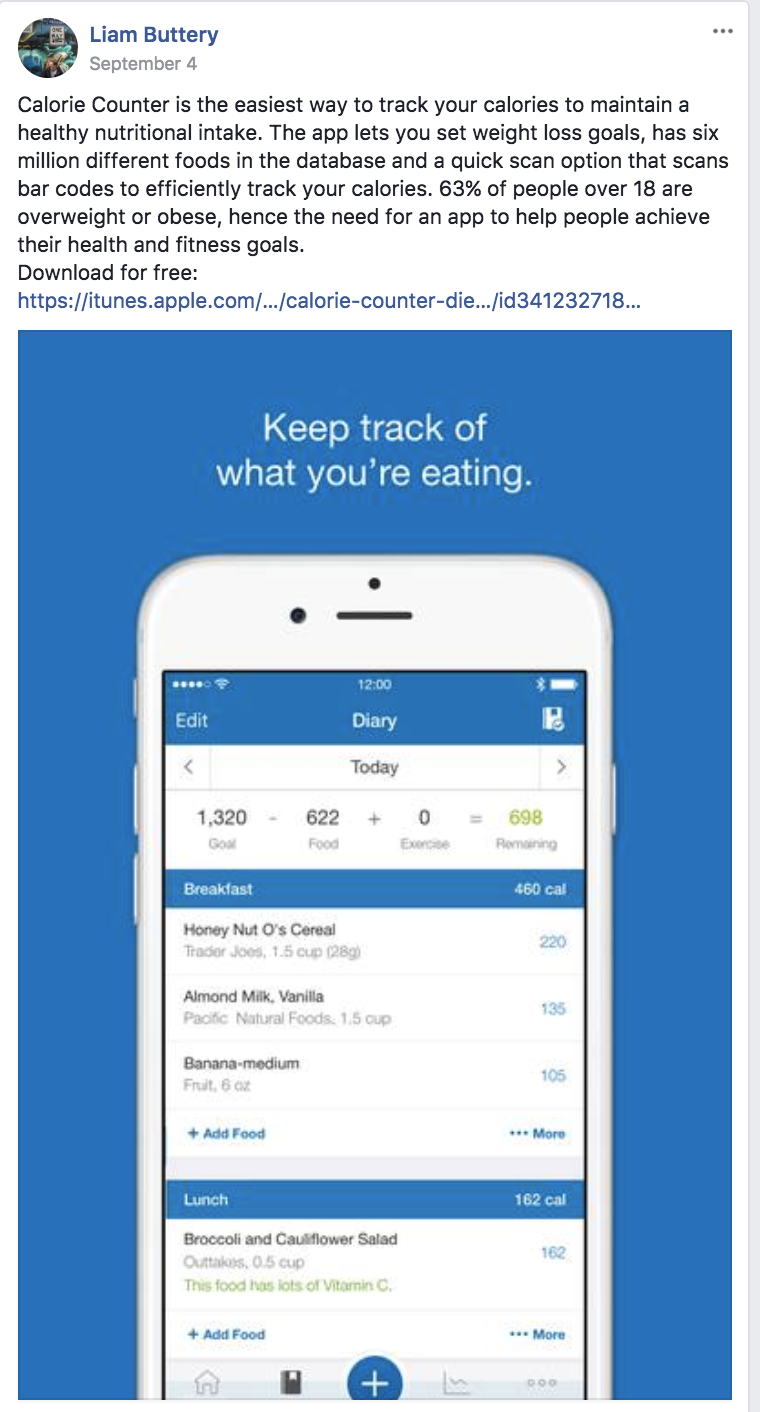 Liam Buttery
September 4
Calorie Counter is the easiest way to track your calories to maintain a
healthy nutritional intake. The app lets you set weight loss goals, has six
million different foods in the database and a quick scan option that scans
bar codes to efficiently track your calories. 63% of people over 18 are
overweight or obese, hence the need for an app to help people achieve
their health and fitness goals.
Download for free:
https://itunes.apple.com/.../calorie-counter-die.../id341232718...
Keep track of
what you're eating.
12:00
Edit Diary
Today
1,320 - 622 + 0 = 698
Goal Food Exercise Remaining
Breakfast 460 cal
Honey Nut O's Cereal
Trader Joes, 1.5 cup (28g) 220
Almond Milk, Vanilla
Pacific Natural Foods, 1.5 cup 135
Banana-medium
Fruit, 6 oz 105
+ Add Food ••• More
Lunch 162 cal
Broccoli and Cauliflower Salad
Outtakes, 0.5 cup 162
This food has lots of Vitamin C.
+ Add Food ••• More